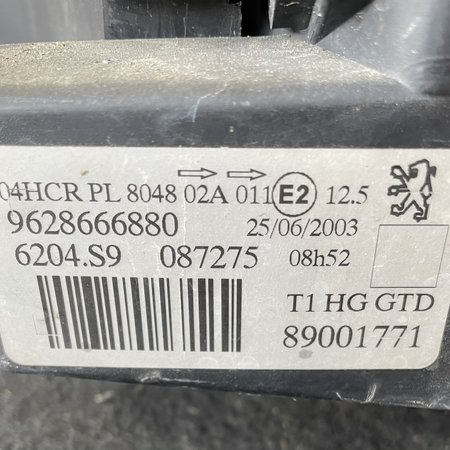 04HCR PL 8048 02A 011 E2 12.5
9628666880 25/06/2003
6204.S9 087275 08h52
T1 HG GTD
89001771